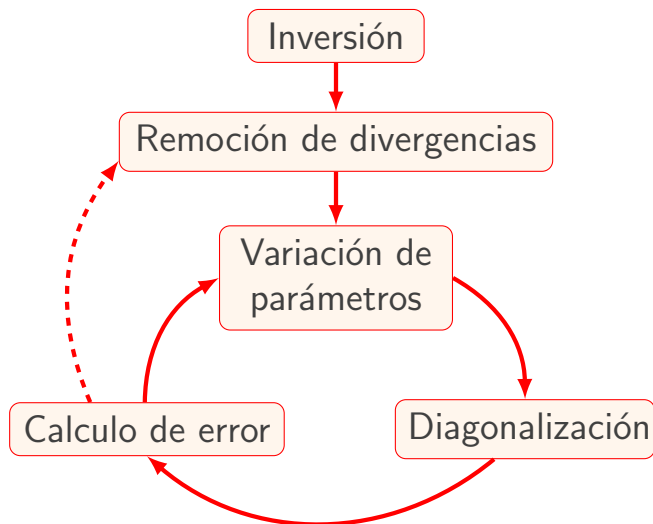 Inversión
Remoción de divergencias
Variación de
parámetros
Calculo de error
Diagonalización